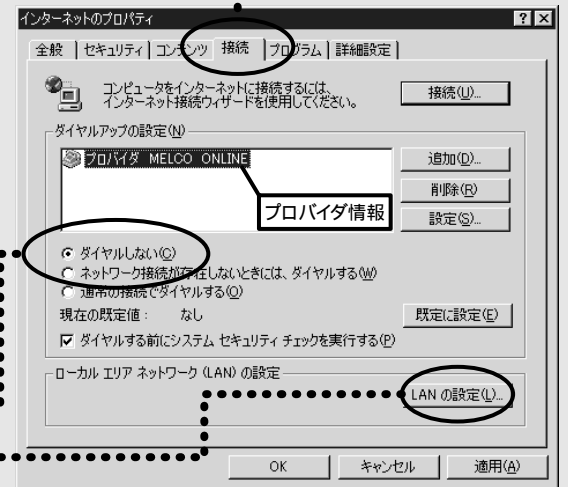 インターネットのプロパティ
全般 セキュリティ コンテンツ 接続 プログラム 詳細設定
コンピュータをインターネットに接続するには、
インターネット接続ウィザードを使用してください。
接続(U)...
ダイヤルアップの設定(N)
プロバイダ MELCO ONLINE
追加(D)...
削除(R)
プロバイダ情報
設定(S)...
ダイヤルしない(C)
ネットワーク接続が存在しないときには、ダイヤルする(W)
通常の接続でダイヤルする(O)
現在の既定値： なし
既定に設定(E)
ダイヤルする前にシステム セキュリティ チェックを実行する(P)
ローカル エリア ネットワーク (LAN) の設定
LAN の設定(L)...
OK キャンセル 適用(A)